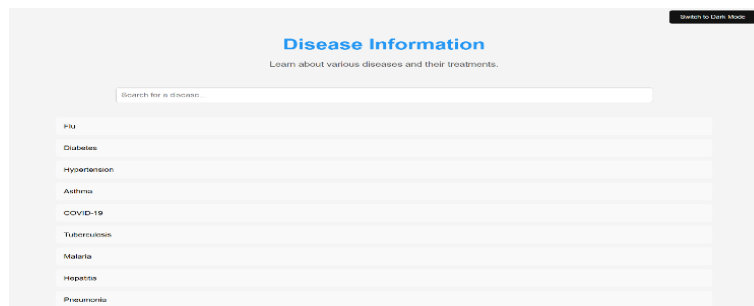 Switch to Dark Mode
Disease Information
Learn about various diseases and their treatments.
Search for a disease...
Flu
Diabetes
Hypertension
Asthma
COVID-19
Tuberculosis
Malaria
Hepatitis
Pneumonia